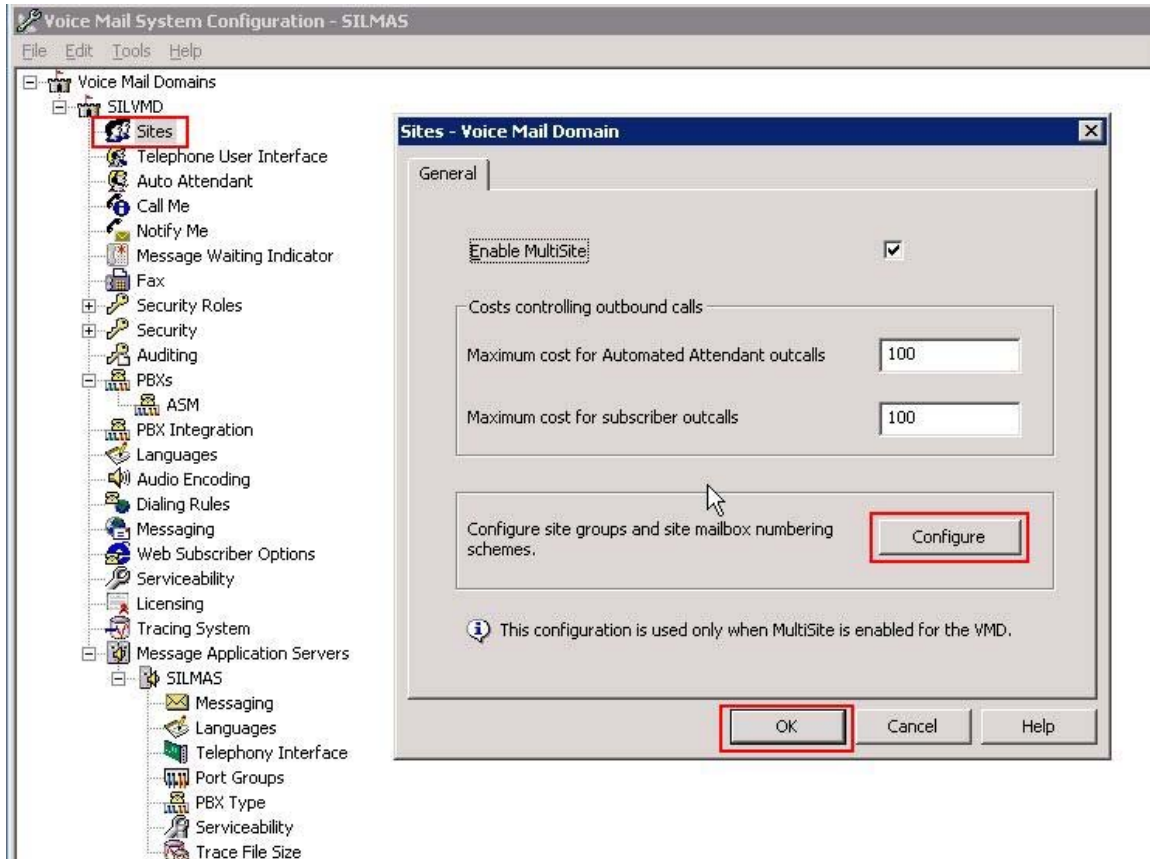 Voice Mail System Configuration - SILMAS
File Edit Tools Help
Voice Mail Domains
SILVMD
Sites
Telephone User Interface
Auto Attendant
Call Me
Notify Me
Message Waiting Indicator
Fax
Security Roles
Security
Auditing
PBXs
ASM
PBX Integration
Languages
Audio Encoding
Dialing Rules
Messaging
Web Subscriber Options
Serviceability
Licensing
Tracing System
Message Application Servers
SILMAS
Messaging
Languages
Telephony Interface
Port Groups
PBX Type
Serviceability
Trace File Size
Sites - Voice Mail Domain
General
Enable MultiSite
Costs controlling outbound calls
Maximum cost for Automated Attendant outcalls 100
Maximum cost for subscriber outcalls 100
Configure site groups and site mailbox numbering
schemes.
Configure
This configuration is used only when MultiSite is enabled for the VMD.
OK Cancel Help